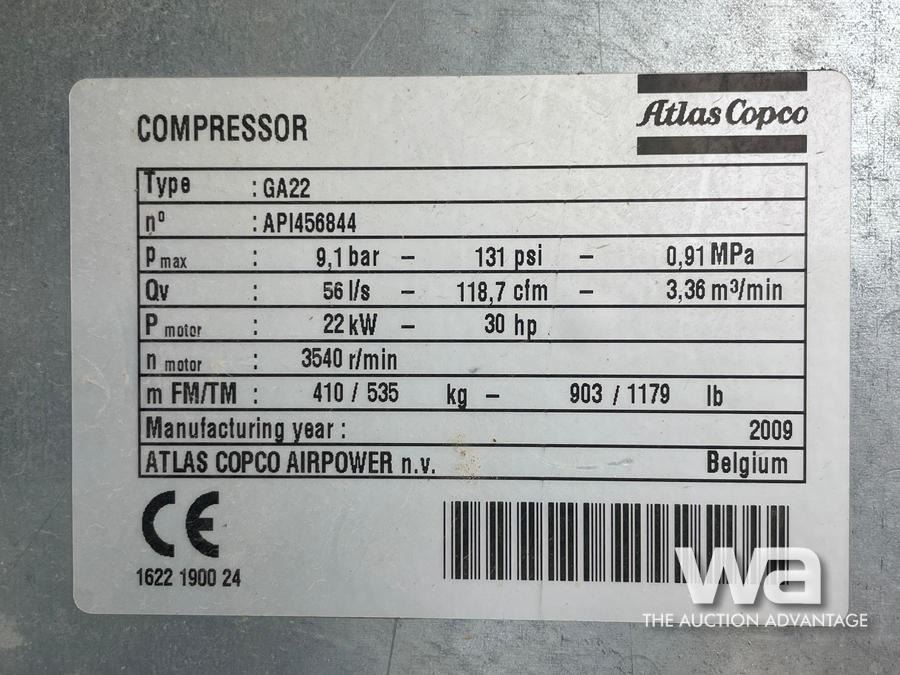 COMPRESSOR
Atlas Copco
Type : GA22
nº : API456844
p max : 9,1 bar – 131 psi – 0,91 MPa
Qv : 56 l/s – 118,7 cfm – 3,36 m³/min
P motor : 22 kW – 30 hp
n motor : 3540 r/min
m FM/TM : 410 / 535 kg – 903 / 1179 lb
Manufacturing year : 2009
ATLAS COPCO AIRPOWER n.v. Belgium
CE
1622 1900 24
wa
THE AUCTION ADVANTAGE